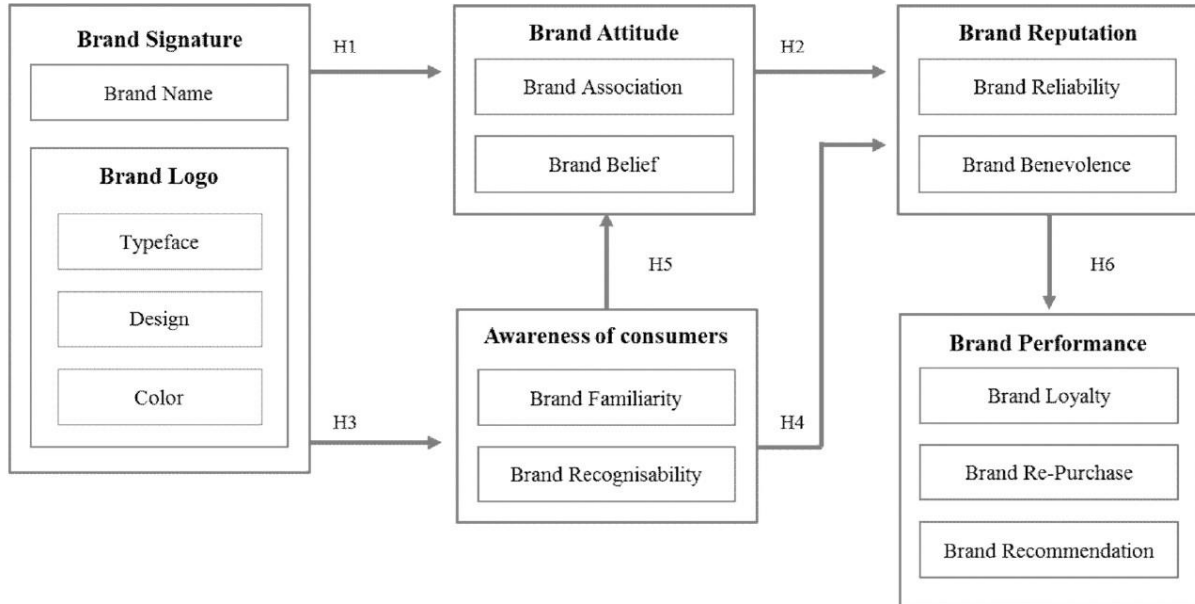 Brand Signature
Brand Name
Brand Logo
Typeface
Design
Color
H1
H3
Brand Attitude
Brand Association
Brand Belief
H5
Awareness of consumers
Brand Familiarity
Brand Recognisability
H2
H4
Brand Reputation
Brand Reliability
Brand Benevolence
H6
Brand Performance
Brand Loyalty
Brand Re-Purchase
Brand Recommendation